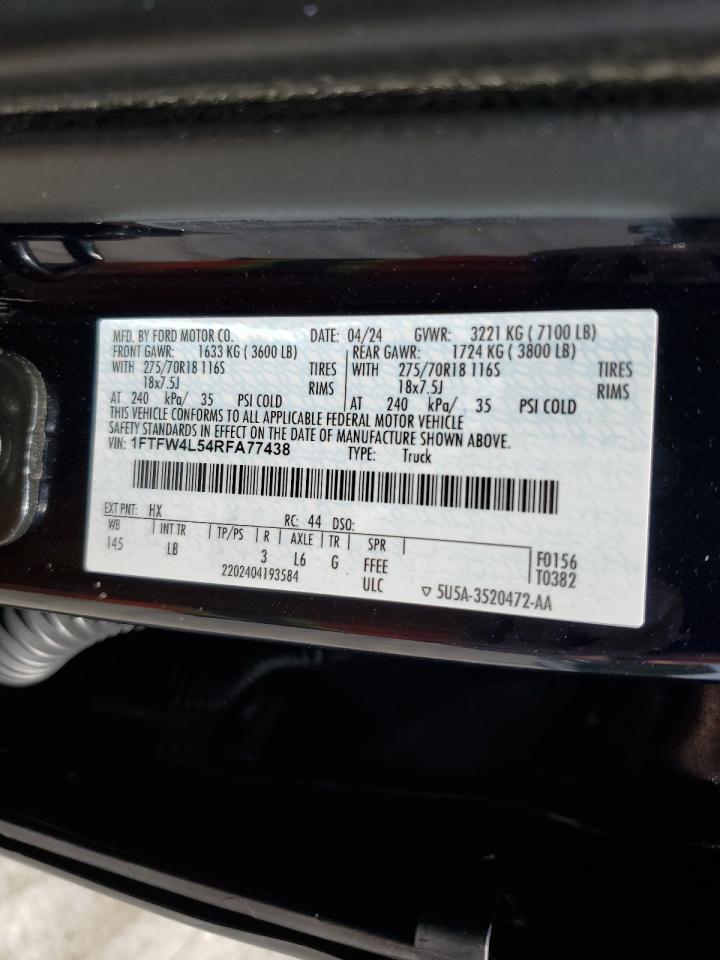 MFD. BY FORD MOTOR CO. DATE: 04/24 GVWR: 3221 KG ( 7100 LB)
FRONT GAWR: 1633 KG ( 3600 LB) REAR GAWR: 1724 KG ( 3800 LB)
WITH 275/70R18 116S TIRES WITH 275/70R18 116S TIRES
18x7.5J RIMS 18x7.5J RIMS
AT 240 kPa/ 35 PSI COLD AT 240 kPa/ 35 PSI COLD
THIS VEHICLE CONFORMS TO ALL APPLICABLE FEDERAL MOTOR VEHICLE
SAFETY STANDARDS IN EFFECT ON THE DATE OF MANUFACTURE SHOWN ABOVE.
VIN: 1FTFW4L54RFA77438 TYPE: Truck
EXT PNT: HX RC: 44 DSO:
WB INT TR TP/PS R AXLE TR SPR
145 LB 3 L6 G FFEE F0156
2202404193584 ULC T0382
▽ 5U5A-3520472-AA